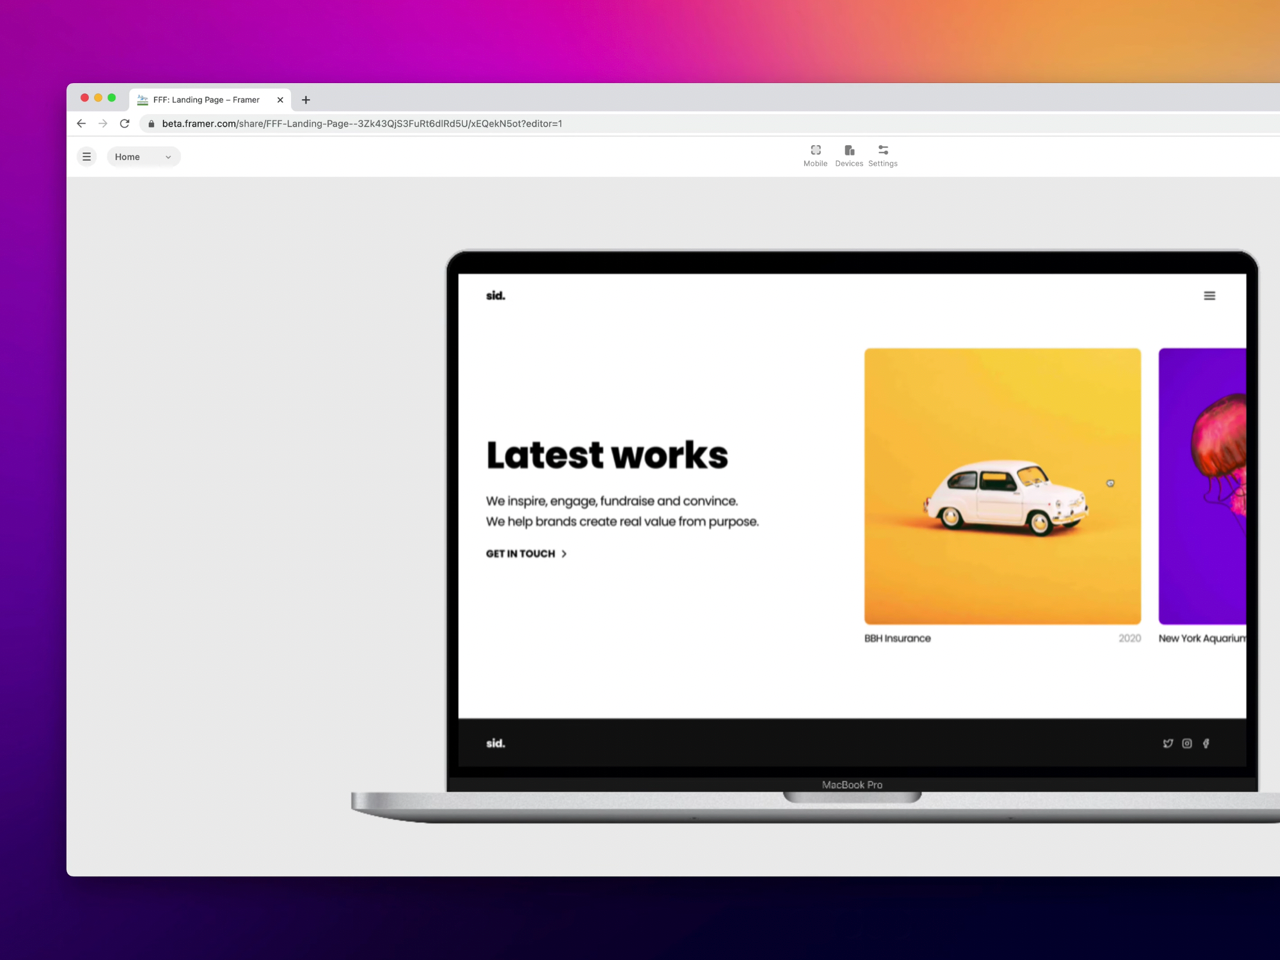 FFF: Landing Page – Framer
beta.framer.com/share/FFF-Landing-Page--3Zk43QjS3FuRt6dIRd5U/xEQekN5ot?editor=1
Home
Mobile Devices Settings
sid.
Latest works
We inspire, engage, fundraise and convince.
We help brands create real value from purpose.
GET IN TOUCH
BBH Insurance 2020
New York Aquarium
sid.
MacBook Pro